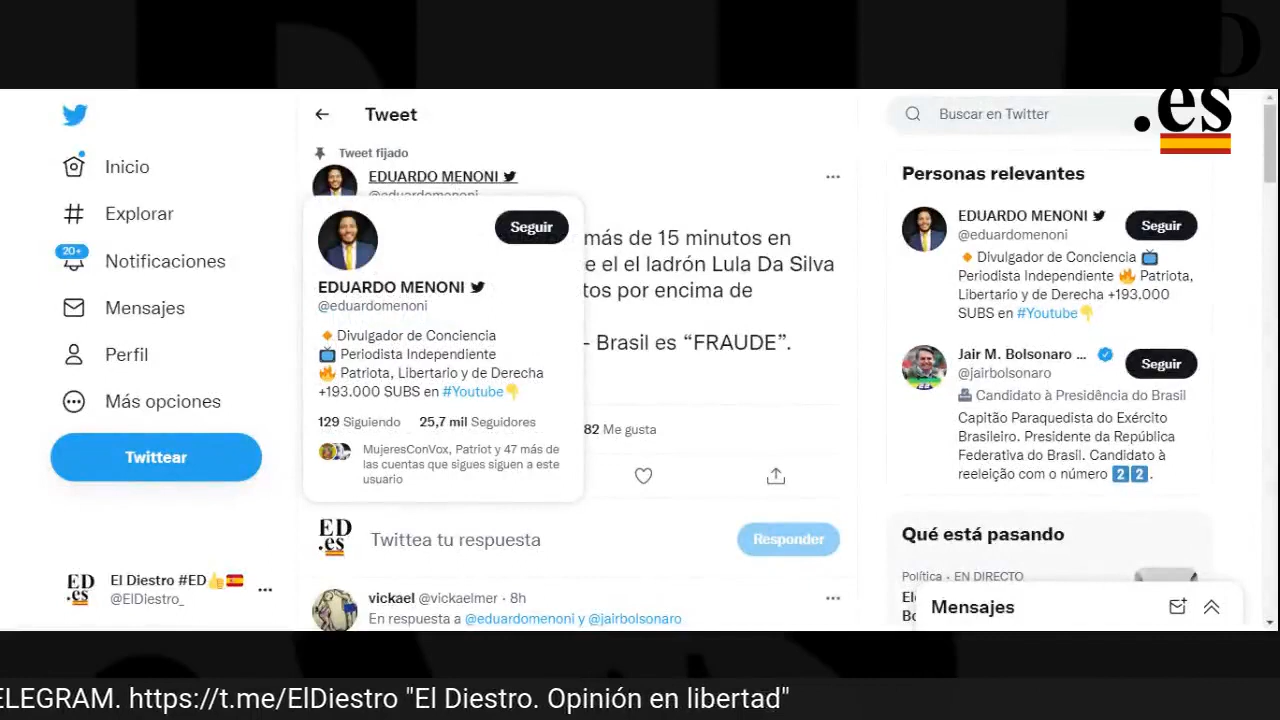 Tweet
Inicio
Explorar
20+
Notificaciones
Mensajes
Perfil
Más opciones
Twittear
El Diestro #ED
@ElDiestro_
Tweet fijado
EDUARDO MENONI
@eduardomenoni
Seguir
EDUARDO MENONI
@eduardomenoni
Divulgador de Conciencia
Periodista Independiente
Patriota, Libertario y de Derecha
+193.000 SUBS en #Youtube
129 Siguiendo 25,7 mil Seguidores
MujeresConVox, Patriot y 47 más de
las cuentas que sigues siguen a este
usuario
más de 15 minutos en
e el el ladrón Lula Da Silva
tos por encima de
- Brasil es “FRAUDE”.
82 Me gusta
ED
.es
Twittea tu respuesta
Responder
vickael @vickaelmer · 8h
En respuesta a @eduardomenoni y @jairbolsonaro
Buscar en Twitter
.es
Personas relevantes
EDUARDO MENONI
@eduardomenoni
Seguir
Divulgador de Conciencia
Periodista Independiente Patriota,
Libertario y de Derecha +193.000
SUBS en #Youtube
Jair M. Bolsonaro ...
@jairbolsonaro
Seguir
Candidato à Presidência do Brasil
Capitão Paraquedista do Exército
Brasileiro. Presidente da República
Federativa do Brasil. Candidato à
reeleição com o número 22.
Qué está pasando
Política · EN DIRECTO
Mensajes
ED
.es
ELEGRAM. https://t.me/ElDiestro "El Diestro. Opinión en libertad"